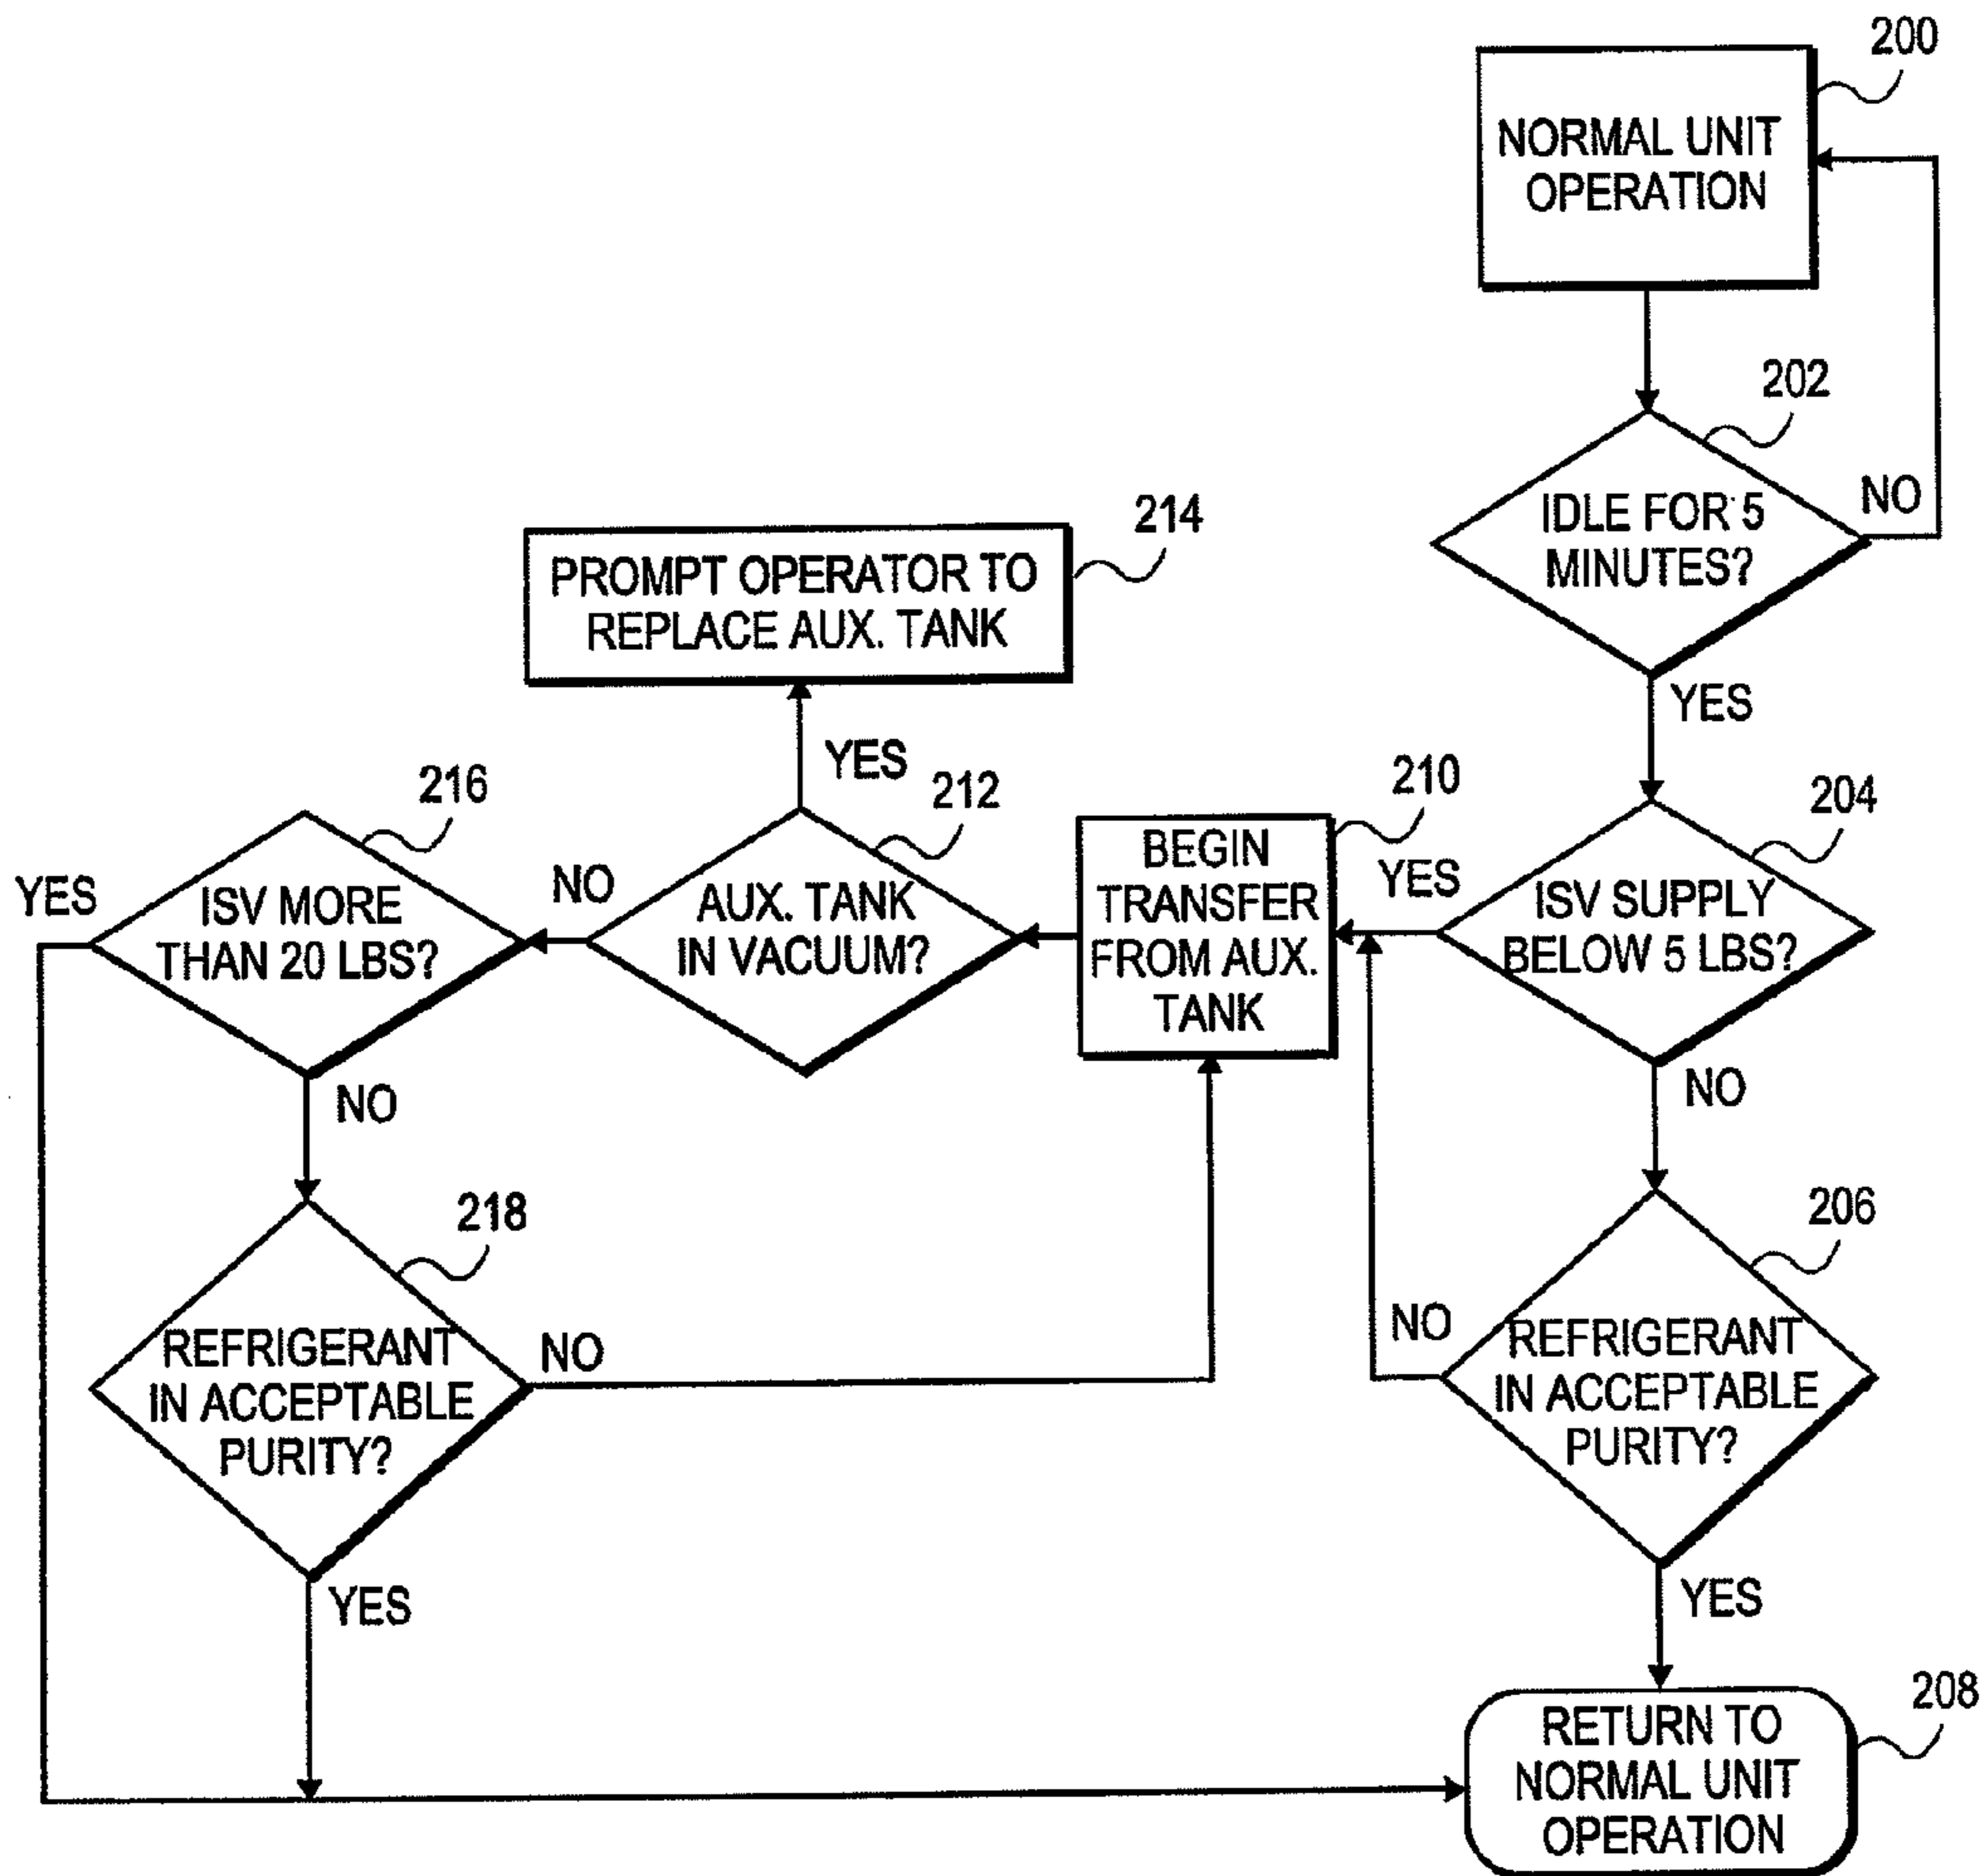 200
NORMAL UNIT
OPERATION
202
IDLE FOR 5
MINUTES?
NO
YES
214
PROMPT OPERATOR TO
REPLACE AUX. TANK
YES
204
ISV SUPPLY
BELOW 5 LBS?
YES
NO
210
BEGIN
TRANSFER
FROM AUX.
TANK
212
AUX. TANK
IN VACUUM?
NO
216
ISV MORE
THAN 20 LBS?
YES
NO
218
REFRIGERANT
IN ACCEPTABLE
PURITY?
NO
YES
206
REFRIGERANT
IN ACCEPTABLE
PURITY?
NO
YES
208
RETURN TO
NORMAL UNIT
OPERATION